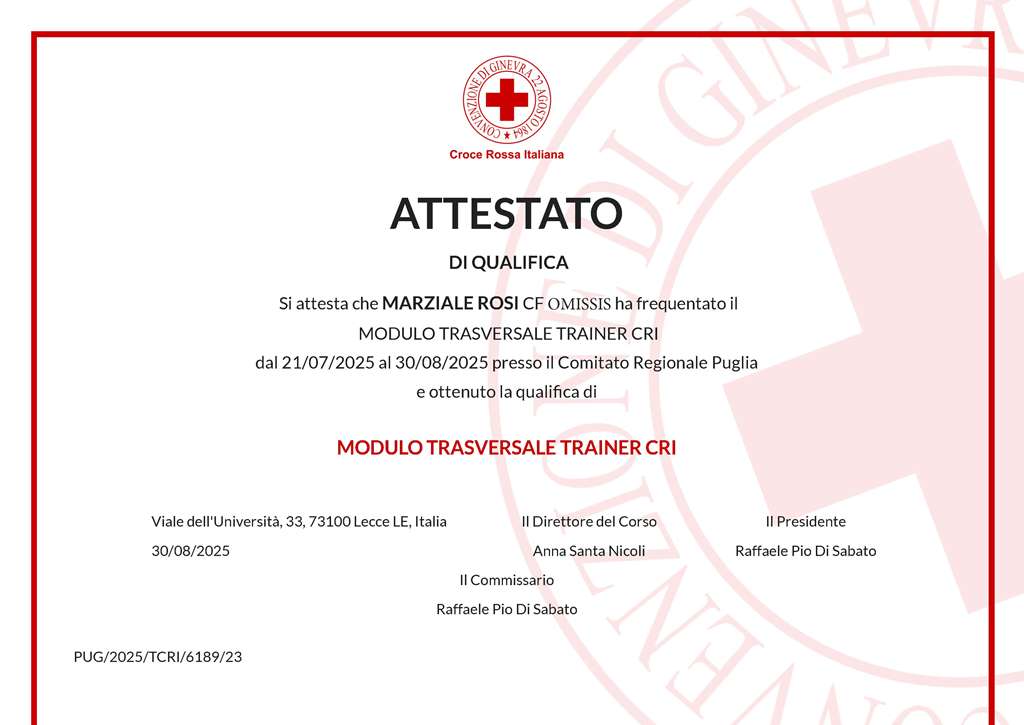 CONVENZIONE DI GINEVRA 22 AGOSTO 1864
Croce Rossa Italiana
ATTESTATO
DI QUALIFICA
Si attesta che MARZIALE ROSI CF OMISSIS ha frequentato il
MODULO TRASVERSALE TRAINER CRI
dal 21/07/2025 al 30/08/2025 presso il Comitato Regionale Puglia
e ottenuto la qualifica di
MODULO TRASVERSALE TRAINER CRI
Viale dell'Università, 33, 73100 Lecce LE, Italia
Il Direttore del Corso
Il Presidente
30/08/2025
Anna Santa Nicoli
Raffaele Pio Di Sabato
Il Commissario
Raffaele Pio Di Sabato
PUG/2025/TCRI/6189/23
CONVENZIONE DI GINEVRA